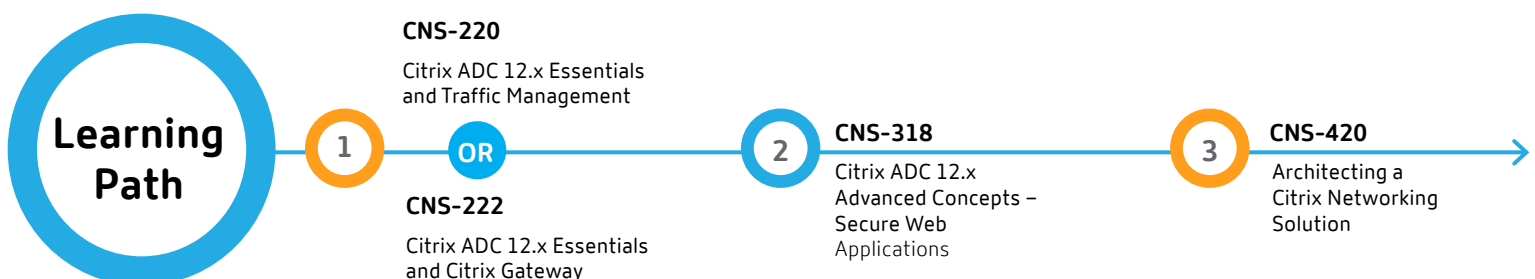 Learning
Path
1
CNS-220
Citrix ADC 12.x Essentials
and Traffic Management
OR
CNS-222
Citrix ADC 12.x Essentials
and Citrix Gateway
2
CNS-318
Citrix ADC 12.x
Advanced Concepts –
Secure Web
Applications
3
CNS-420
Architecting a
Citrix Networking
Solution